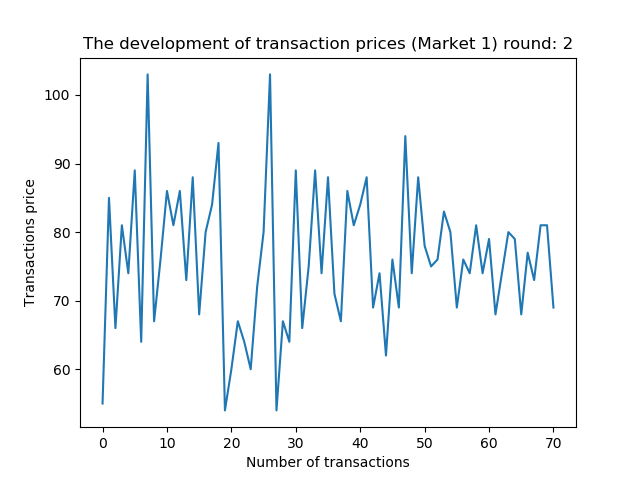 The development of transaction prices (Market 1) round: 2
100
90
80
70
60
Transactions price
0 10 20 30 40 50 60 70
Number of transactions